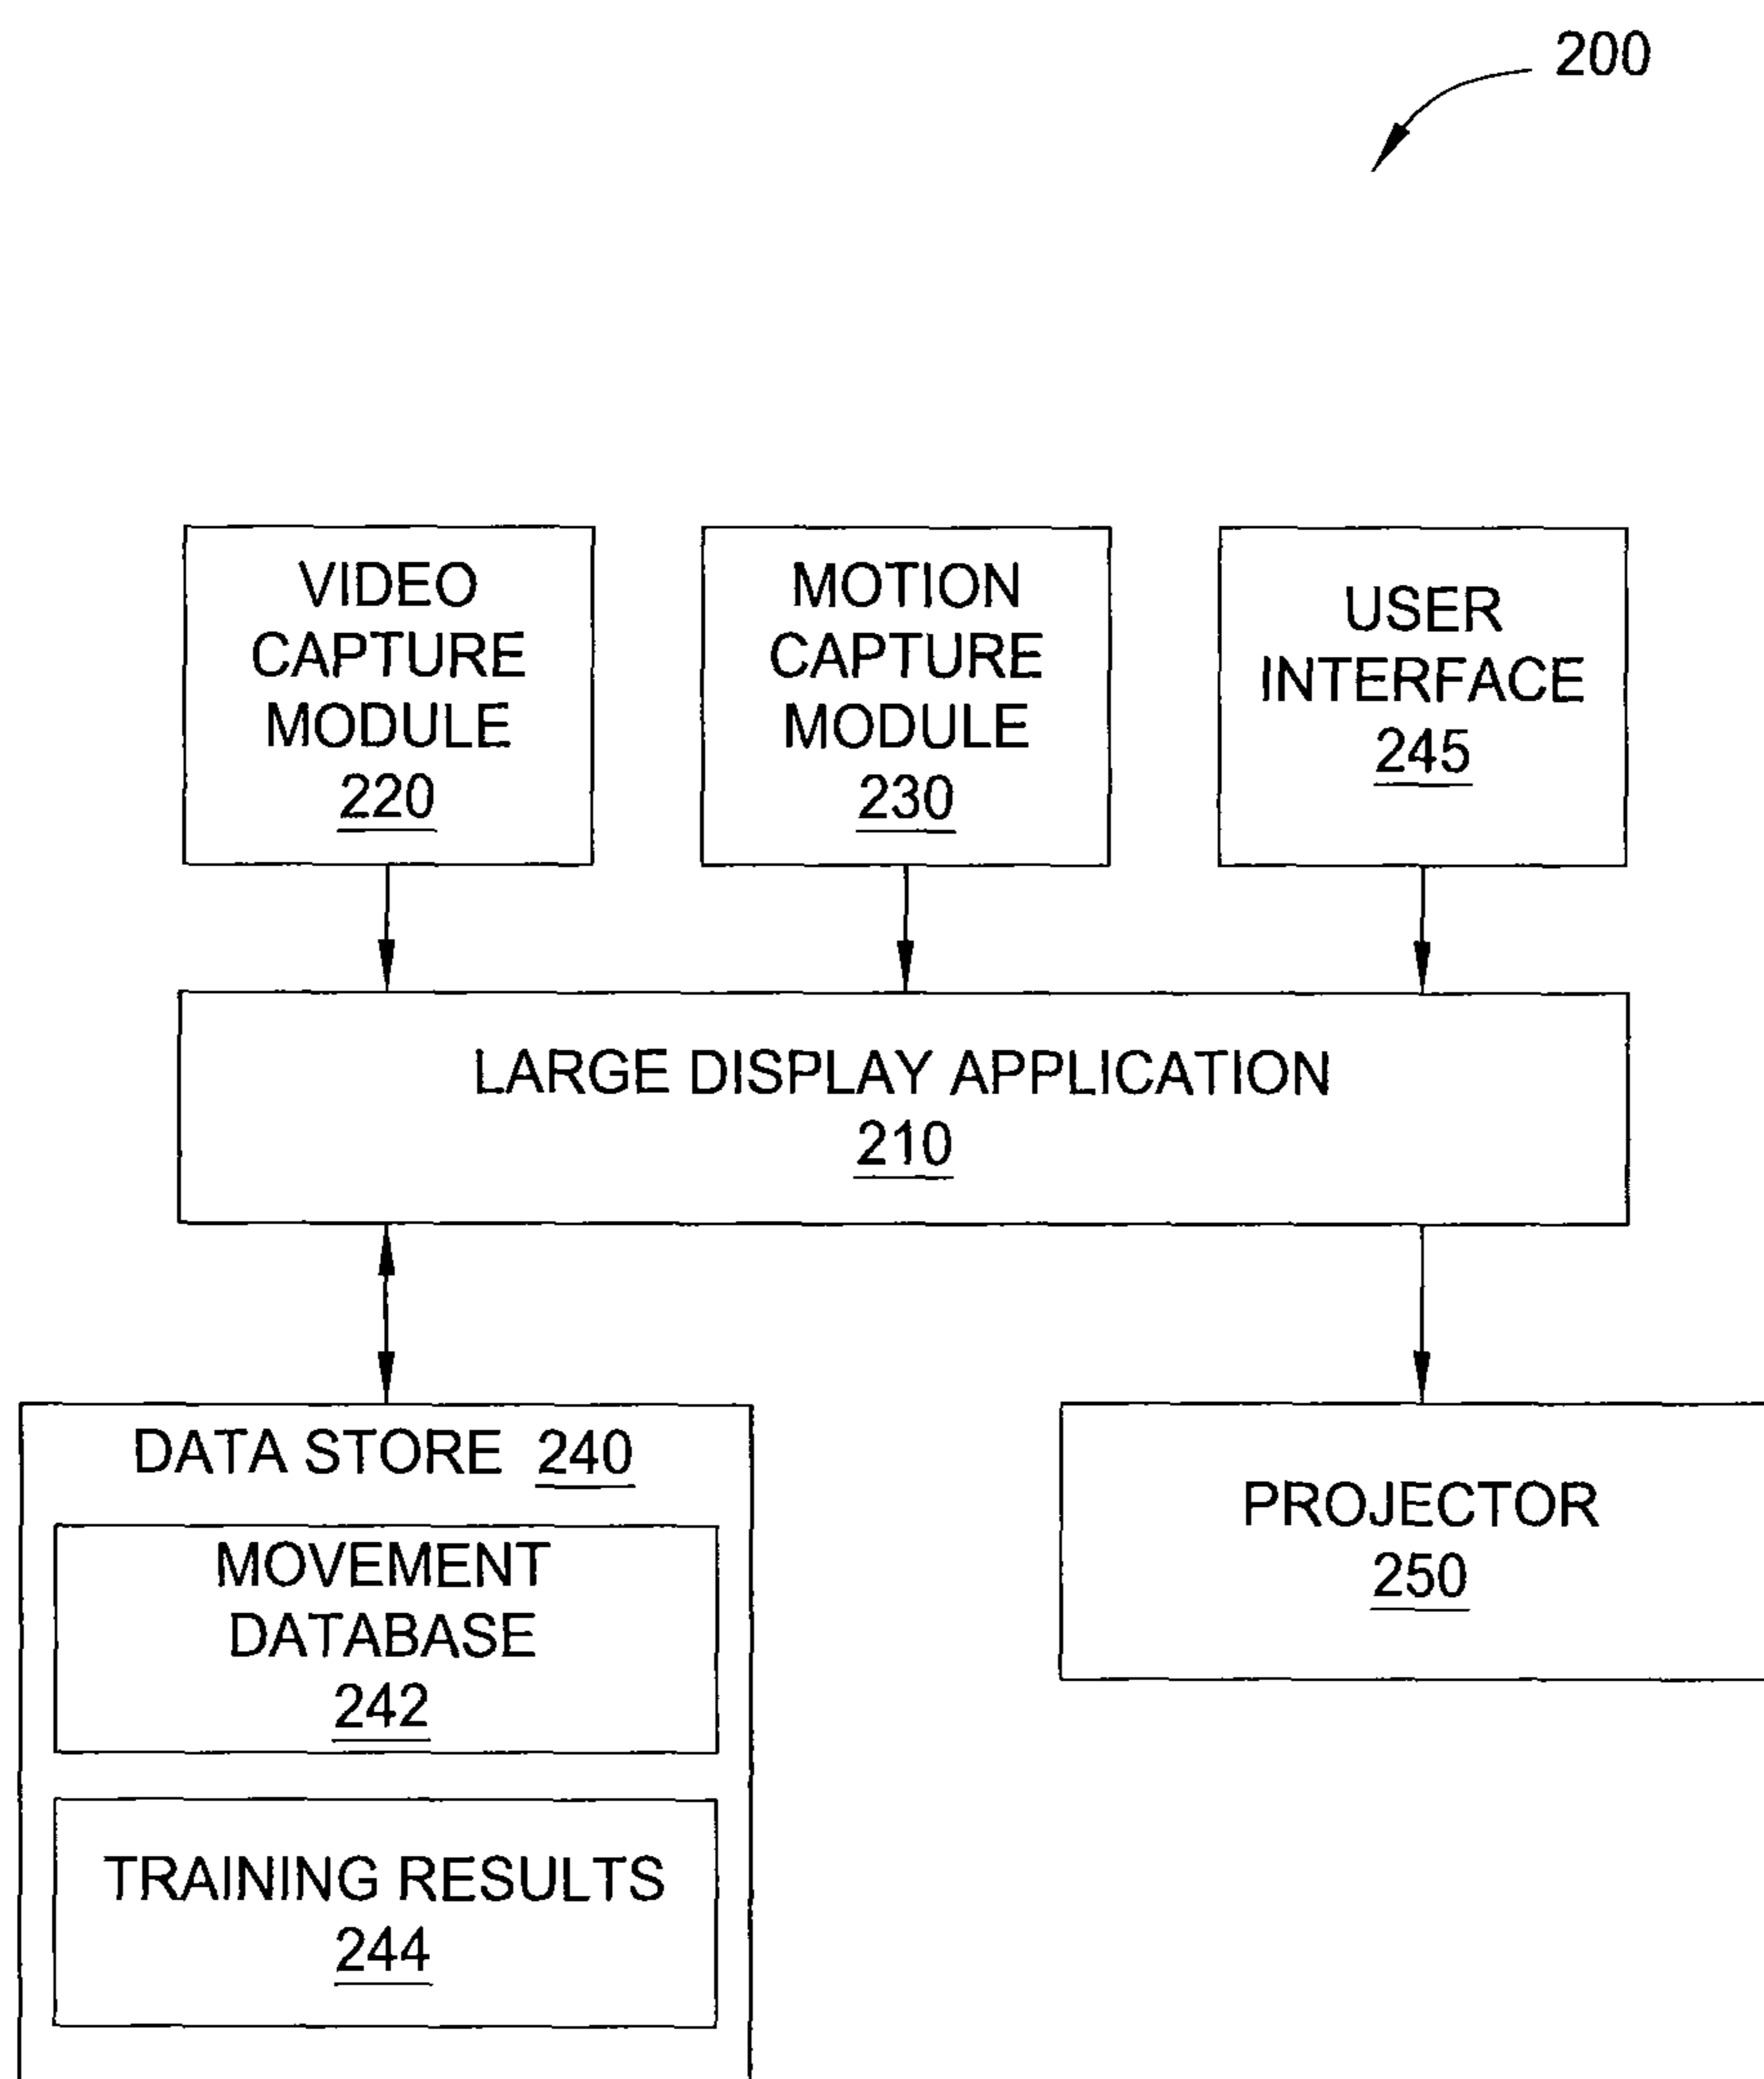 200
VIDEO
CAPTURE
MODULE
220
MOTION
CAPTURE
MODULE
230
USER
INTERFACE
245
LARGE DISPLAY APPLICATION
210
DATA STORE 240
MOVEMENT
DATABASE
242
TRAINING RESULTS
244
PROJECTOR
250